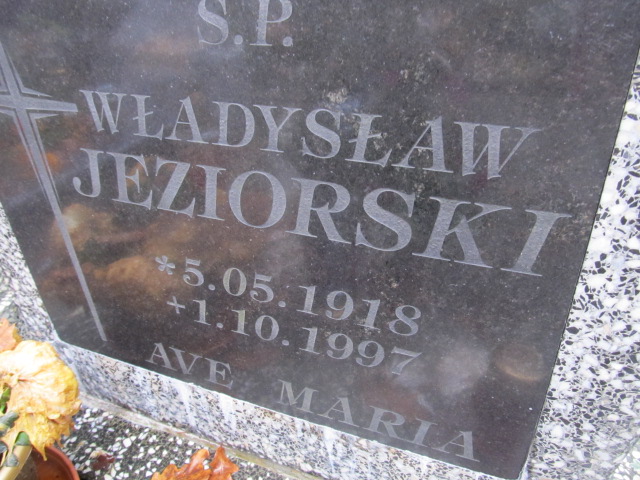 Ś.P.
WŁADYSŁAW
JEZIORSKI
*5.05.1918
+1.10.1997
AVE MARIA